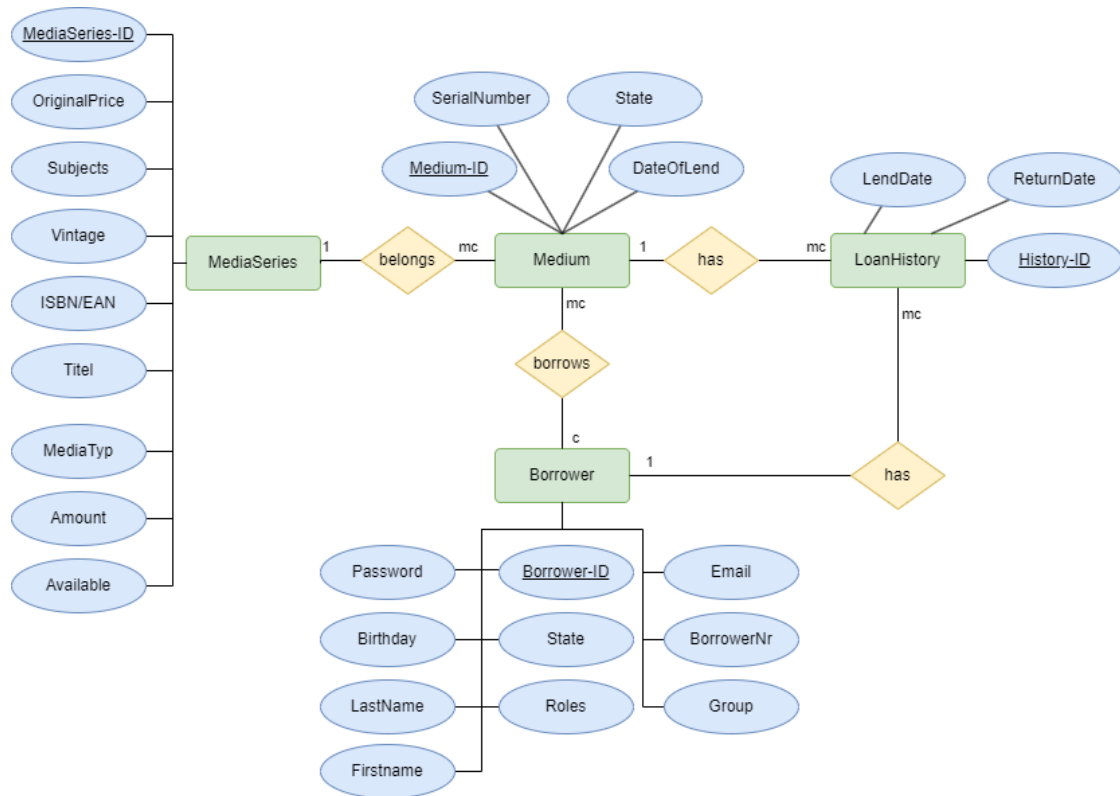 MediaSeries-ID
OriginalPrice
Subjects
Vintage
ISBN/EAN
Titel
MediaTyp
Amount
Available
MediaSeries
1
belongs
mc
SerialNumber
State
Medium-ID
DateOfLend
Medium
1
has
mc
LendDate
ReturnDate
LoanHistory
History-ID
mc
mc
borrows
c
Borrower
1
has
Password
Borrower-ID
Email
Birthday
State
BorrowerNr
LastName
Roles
Group
Firstname